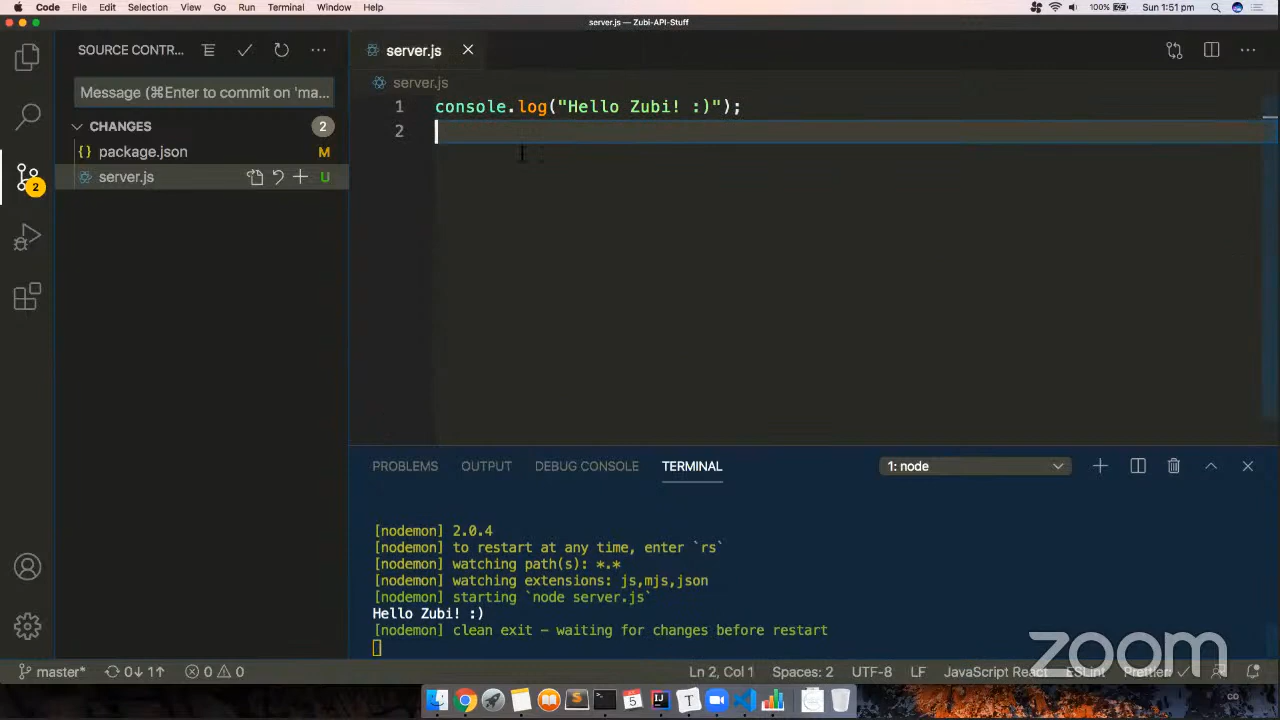 Code File Edit Selection View Go Run Terminal Window Help 100% Sun 1:51 pm
server.js — Zubi-API-Stuff
SOURCE CONTR...
server.js
Message (⌘Enter to commit on 'ma...
server.js
CHANGES 2
1 console.log("Hello Zubi! :)");
2
{} package.json M
server.js U
2
PROBLEMS OUTPUT DEBUG CONSOLE TERMINAL 1: node
[nodemon] 2.0.4
[nodemon] to restart at any time, enter `rs`
[nodemon] watching path(s): *.*
[nodemon] watching extensions: js,mjs,json
[nodemon] starting `node server.js`
Hello Zubi! :)
[nodemon] clean exit - waiting for changes before restart
zoom
master* 0↓ 1↑ 0 0 Ln 2, Col 1 Spaces: 2 UTF-8 LF JavaScript React ESLint Prettier: ✓
5